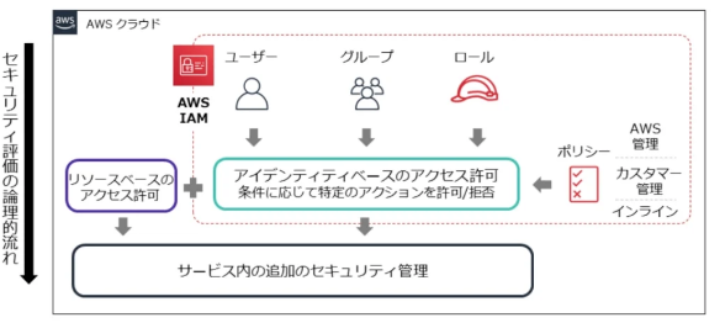 aws
AWS クラウド
セキュリティ評価の論理的流れ
ユーザー
グループ
ロール
AWS
IAM
ポリシー
AWS
管理
カスタマー
管理
インライン
リソースベースの
アクセス許可
アイデンティティベースのアクセス許可
条件に応じて特定のアクションを許可/拒否
サービス内の追加のセキュリティ管理